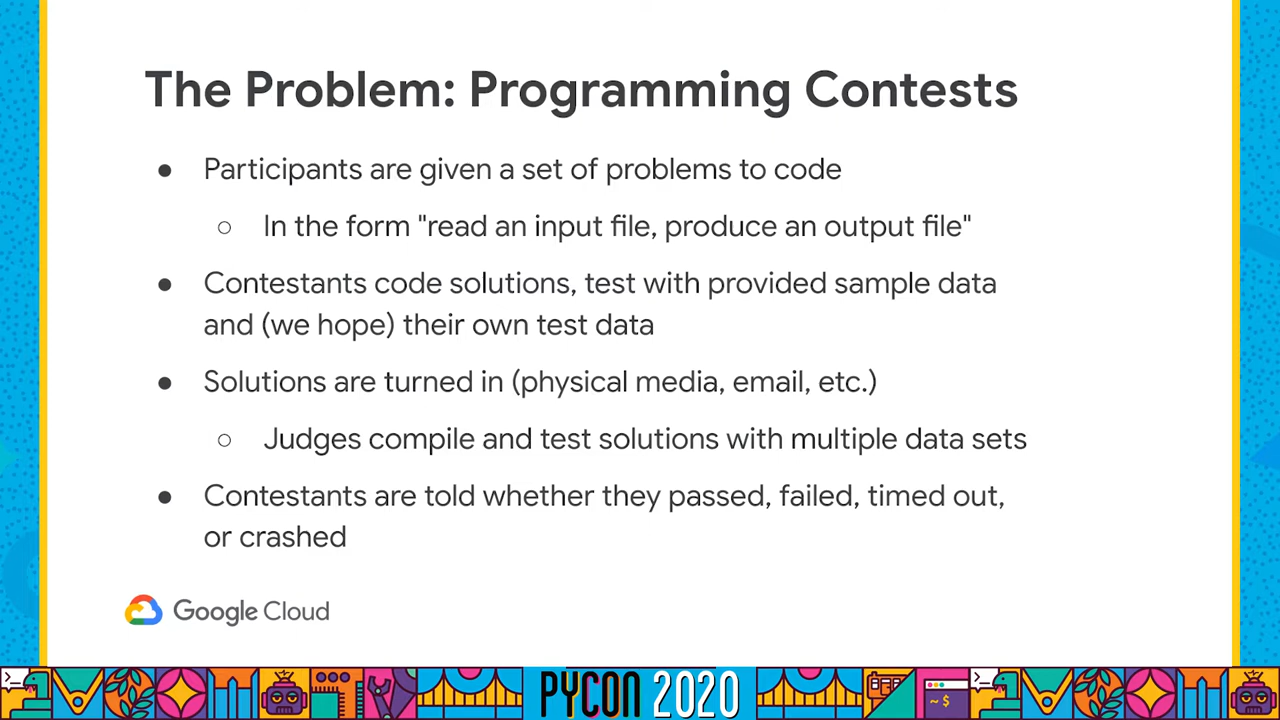 The Problem: Programming Contests
● Participants are given a set of problems to code
○ In the form "read an input file, produce an output file"
● Contestants code solutions, test with provided sample data
and (we hope) their own test data
● Solutions are turned in (physical media, email, etc.)
○ Judges compile and test solutions with multiple data sets
● Contestants are told whether they passed, failed, timed out,
or crashed
Google Cloud
PYCON 2020
~ $